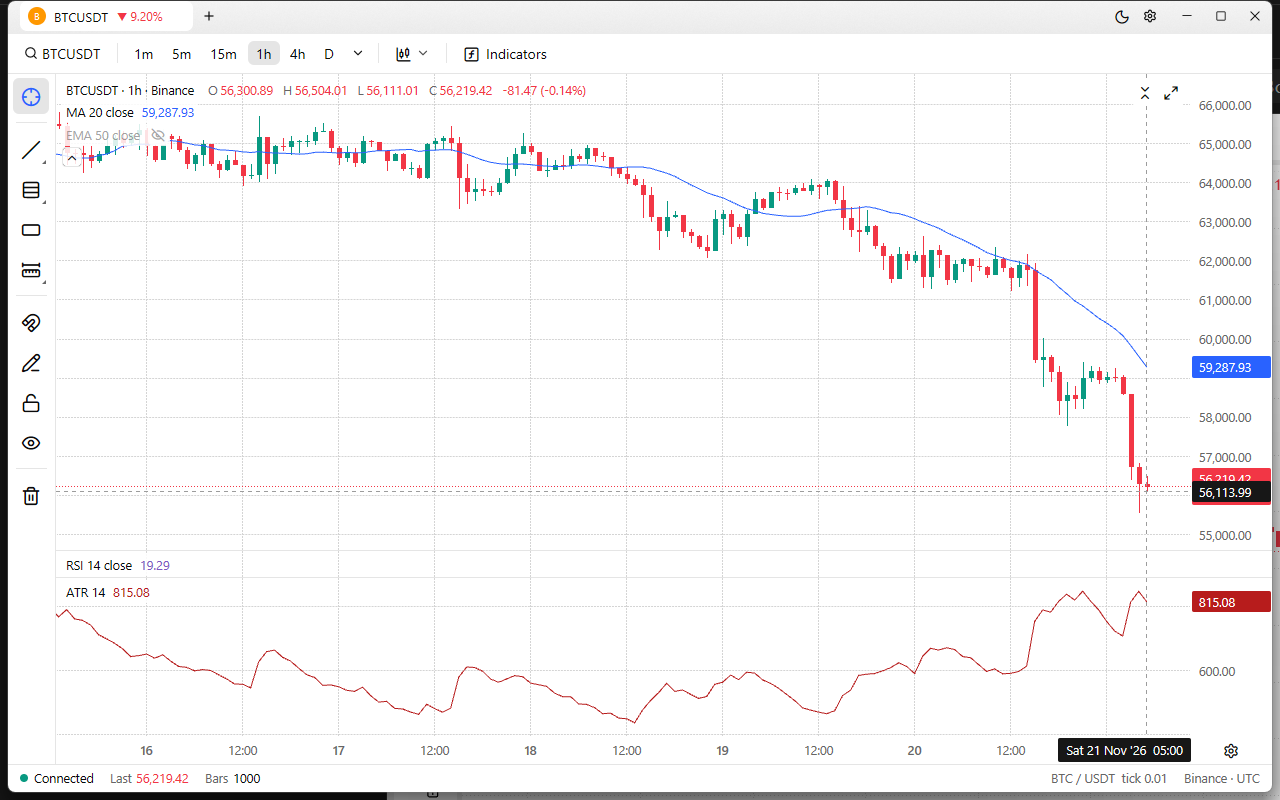 BTCUSDT ▼ 9.20% +
BTCUSDT 1m 5m 15m 1h 4h D Indicators
BTCUSDT · 1h · Binance O 56,300.89 H 56,504.01 L 56,111.01 C 56,219.42 -81.47 (-0.14%)
MA 20 close 59,287.93
EMA 50 close
66,000.00
65,000.00
64,000.00
63,000.00
62,000.00
61,000.00
60,000.00
59,287.93
58,000.00
57,000.00
56,219.42
56,113.99
55,000.00
RSI 14 close 19.29
ATR 14 815.08
815.08
600.00
16 12:00 17 12:00 18 12:00 19 12:00 20 12:00 Sat 21 Nov '26 05:00
Connected Last 56,219.42 Bars 1000 BTC / USDT tick 0.01 Binance · UTC